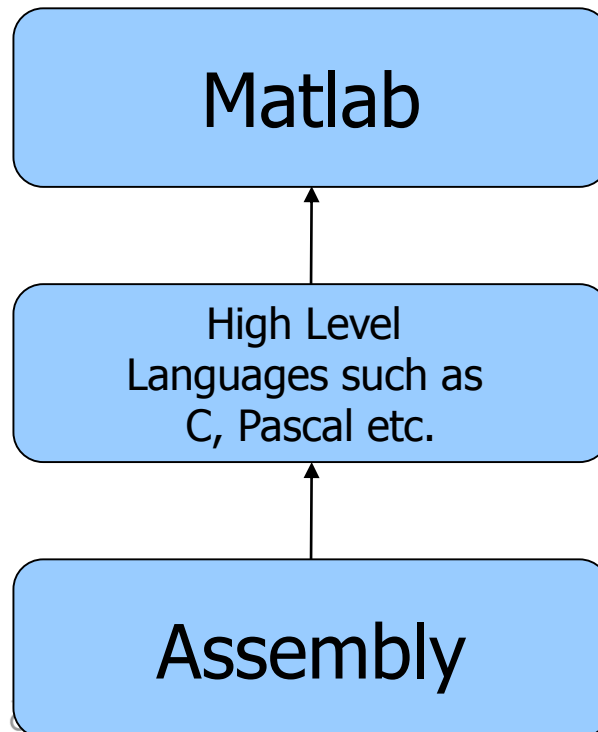 Matlab
High Level
Languages such as
C, Pascal etc.
Assembly